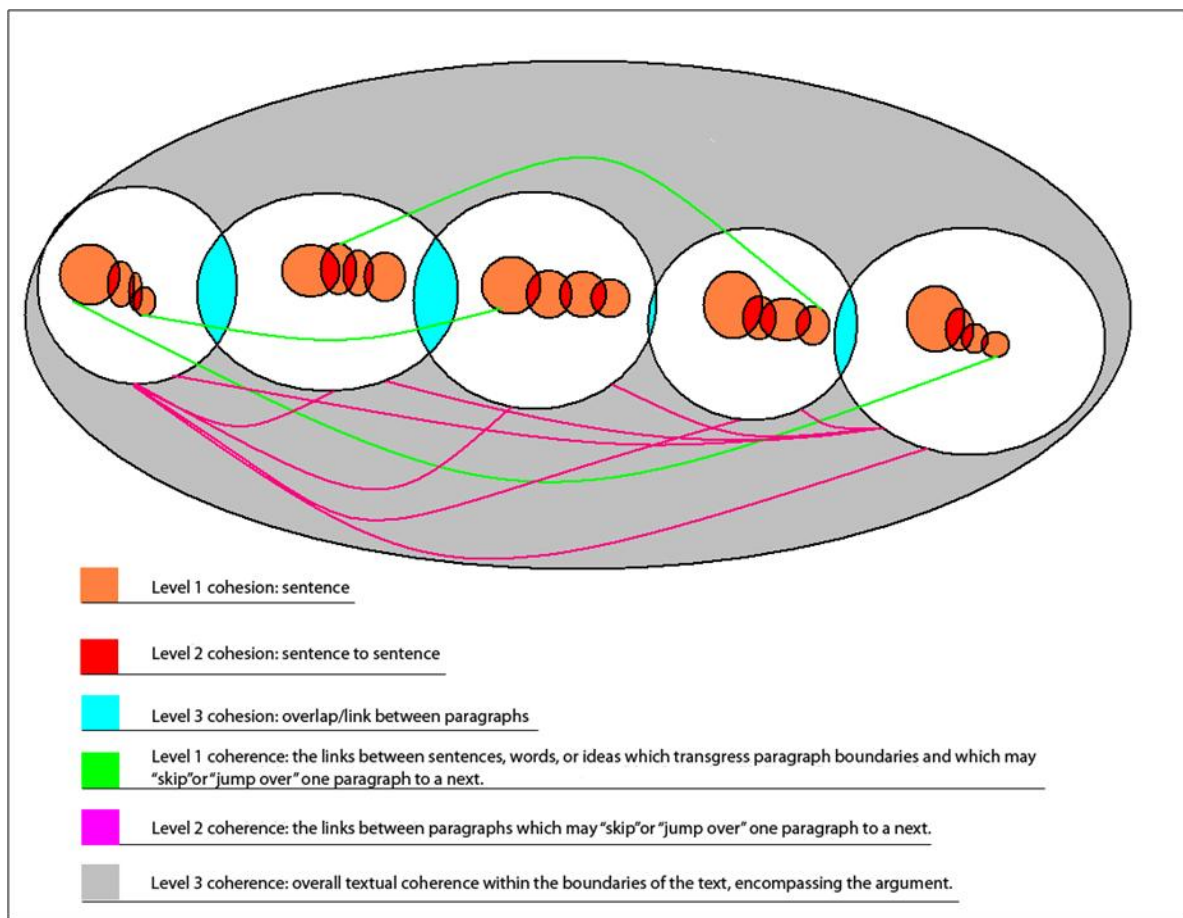 Level 1 cohesion: sentence
Level 2 cohesion: sentence to sentence
Level 3 cohesion: overlap/link between paragraphs
Level 1 coherence: the links between sentences, words, or ideas which transgress paragraph boundaries and which may
“skip”or “jump over” one paragraph to a next.
Level 2 coherence: the links between paragraphs which may “skip”or “jump over” one paragraph to a next.
Level 3 coherence: overall textual coherence within the boundaries of the text, encompassing the argument.